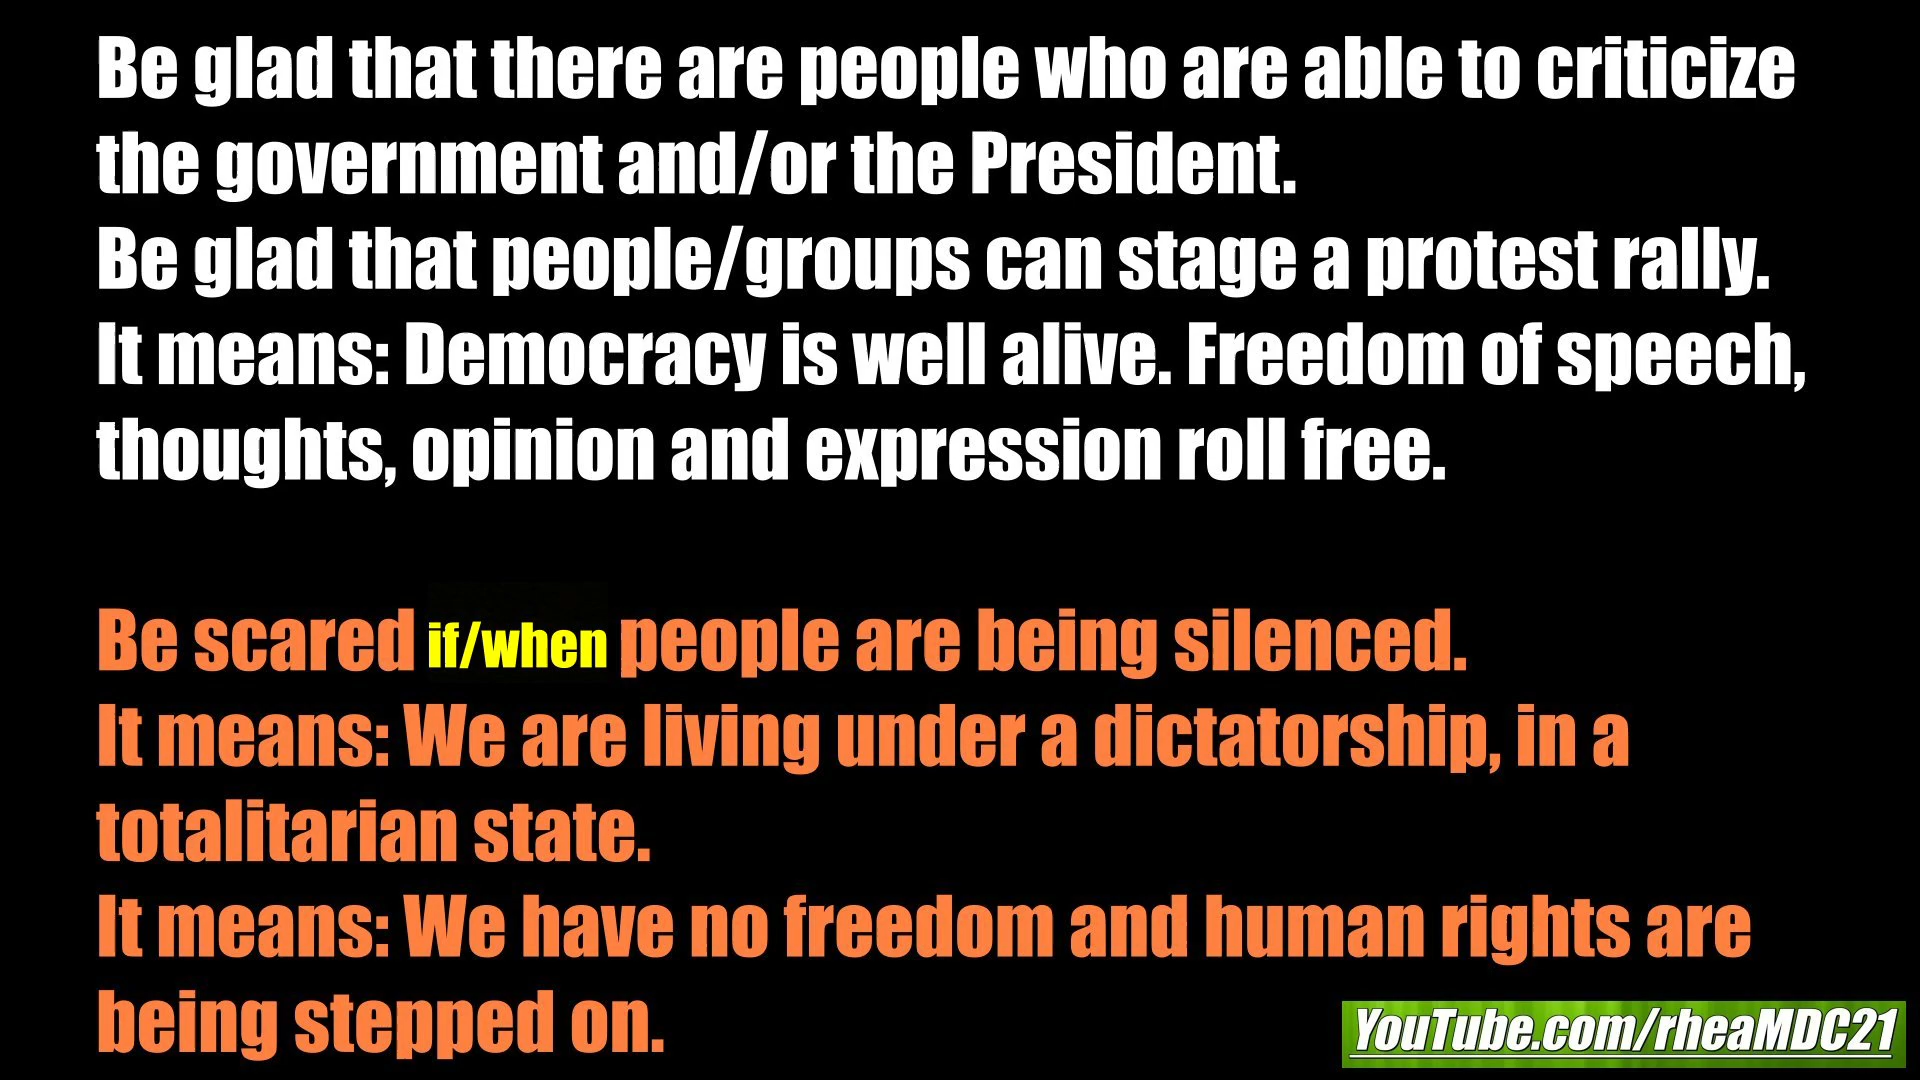 Be glad that there are people who are able to criticize
the government and/or the President.
Be glad that people/groups can stage a protest rally.
It means: Democracy is well alive. Freedom of speech,
thoughts, opinion and expression roll free.
Be scared if/when people are being silenced.
It means: We are living under a dictatorship, in a
totalitarian state.
It means: We have no freedom and human rights are
being stepped on.
YouTube.com/rheaMDC21